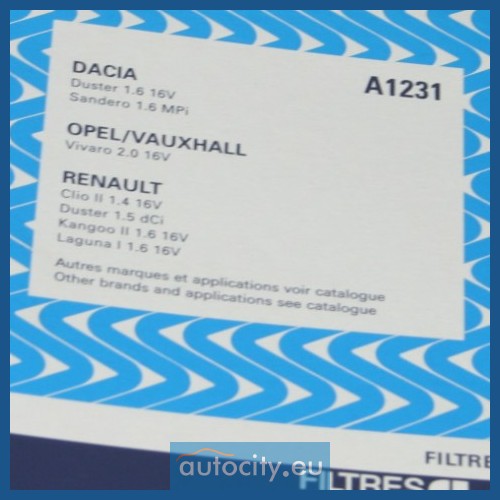 A1231
DACIA
Duster 1.6 16V
Sandero 1.6 MPi
OPEL/VAUXHALL
Vivaro 2.0 16V
RENAULT
Clio II 1.4 16V
Duster 1.5 dCi
Kangoo II 1.6 16V
Laguna I 1.6 16V
Autres marques et applications voir catalogue
Other brands and applications see catalogue
FILTRE
FILTRES
autocity.eu